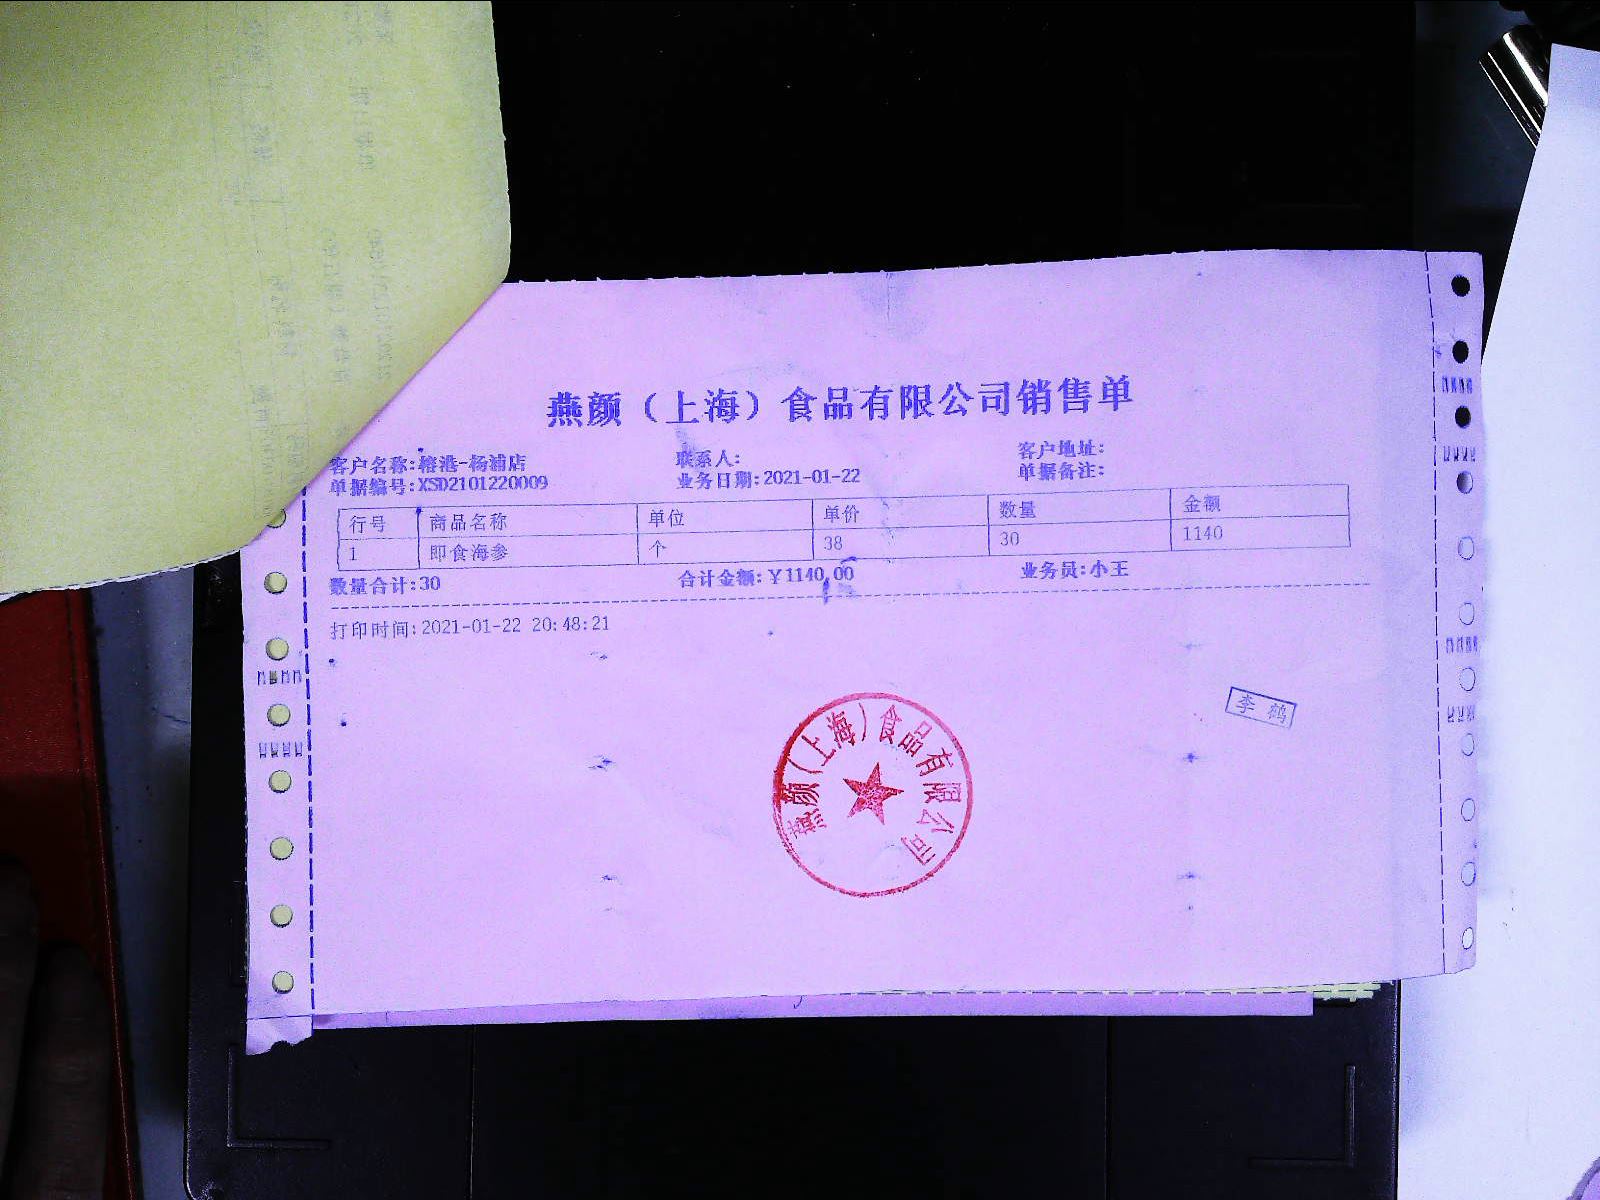 燕颜（上海）食品有限公司销售单
客户名称:榕港-杨浦店 联系人: 客户地址:
单据编号:XSD2101220009 业务日期:2021-01-22 单据备注:
行号 商品名称 单位 单价 数量 金额
1 即食海参 个 38 30 1140
数量合计:30 合计金额:￥1140.00 业务员:小王
打印时间:2021-01-22 20:48:21
李鹤
燕颜（上海）食品有限公司